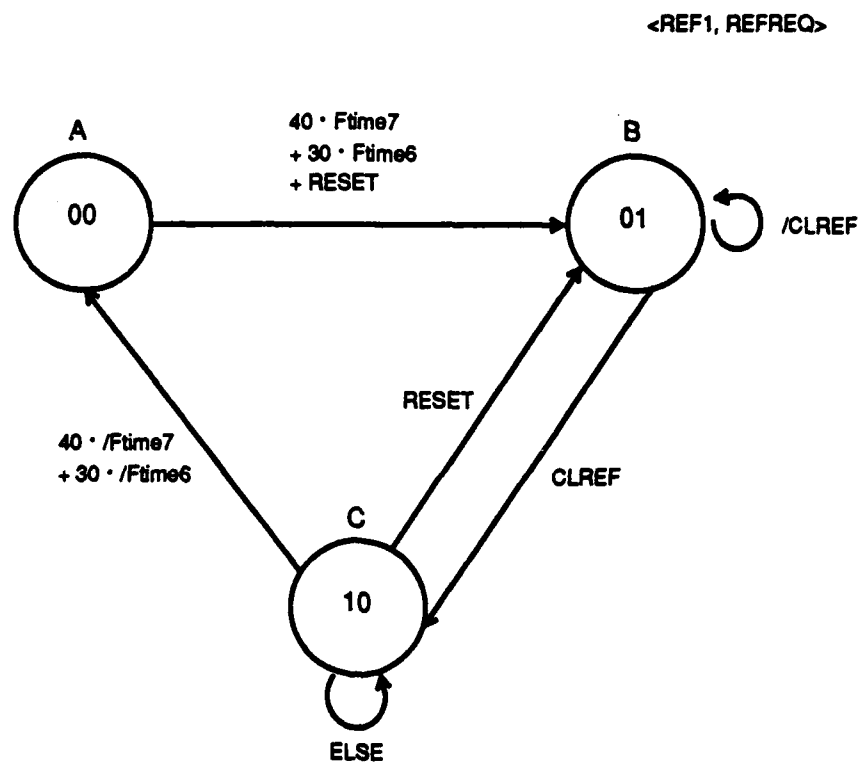 <REF1, REFREQ>
A
40 · Ftime7
+ 30 · Ftime6
+ RESET
B
00
01
/CLREF
RESET
40 · /Ftime7
+ 30 · /Ftime6
CLREF
C
10
ELSE